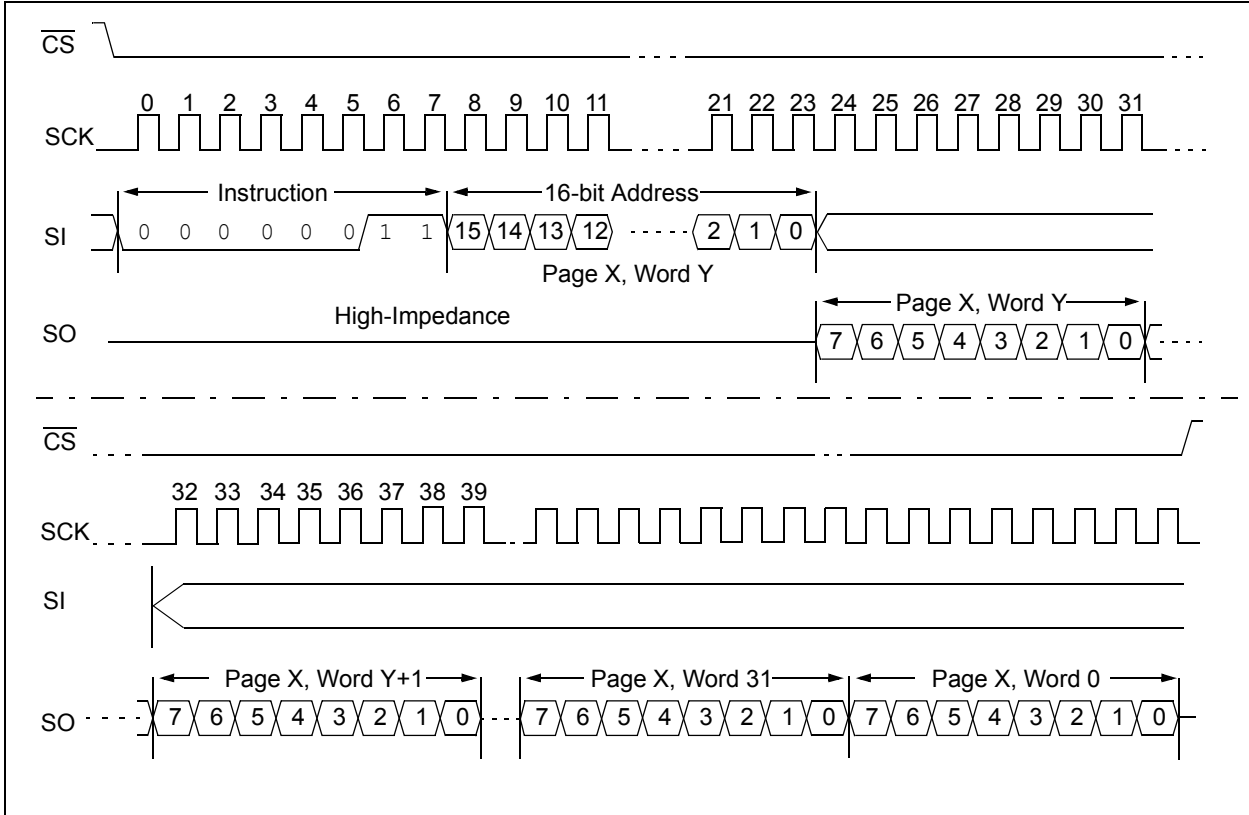 CS
0 1 2 3 4 5 6 7 8 9 10 11 21 22 23 24 25 26 27 28 29 30 31
SCK
Instruction 16-bit Address
SI 0 0 0 0 0 0 1 1 15 14 13 12 2 1 0
Page X, Word Y
High-Impedance Page X, Word Y
SO 7 6 5 4 3 2 1 0
CS
32 33 34 35 36 37 38 39
SCK
SI
Page X, Word Y+1 Page X, Word 31 Page X, Word 0
SO 7 6 5 4 3 2 1 0 7 6 5 4 3 2 1 0 7 6 5 4 3 2 1 0